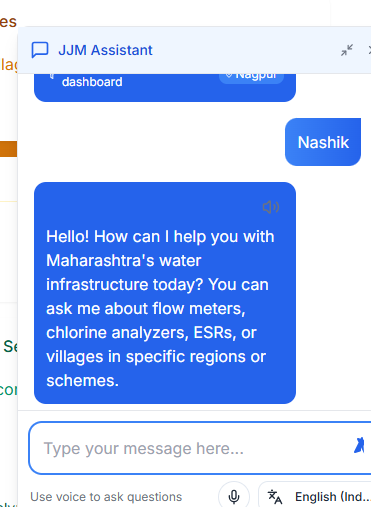 es
JJM Assistant
lag
dashboard
Nagpur
Nashik
Hello! How can I help you with
Maharashtra's water
infrastructure today? You can
ask me about flow meters,
chlorine analyzers, ESRs, or
villages in specific regions or
schemes.
Se
cor
Type your message here...
Use voice to ask questions
English (Ind...